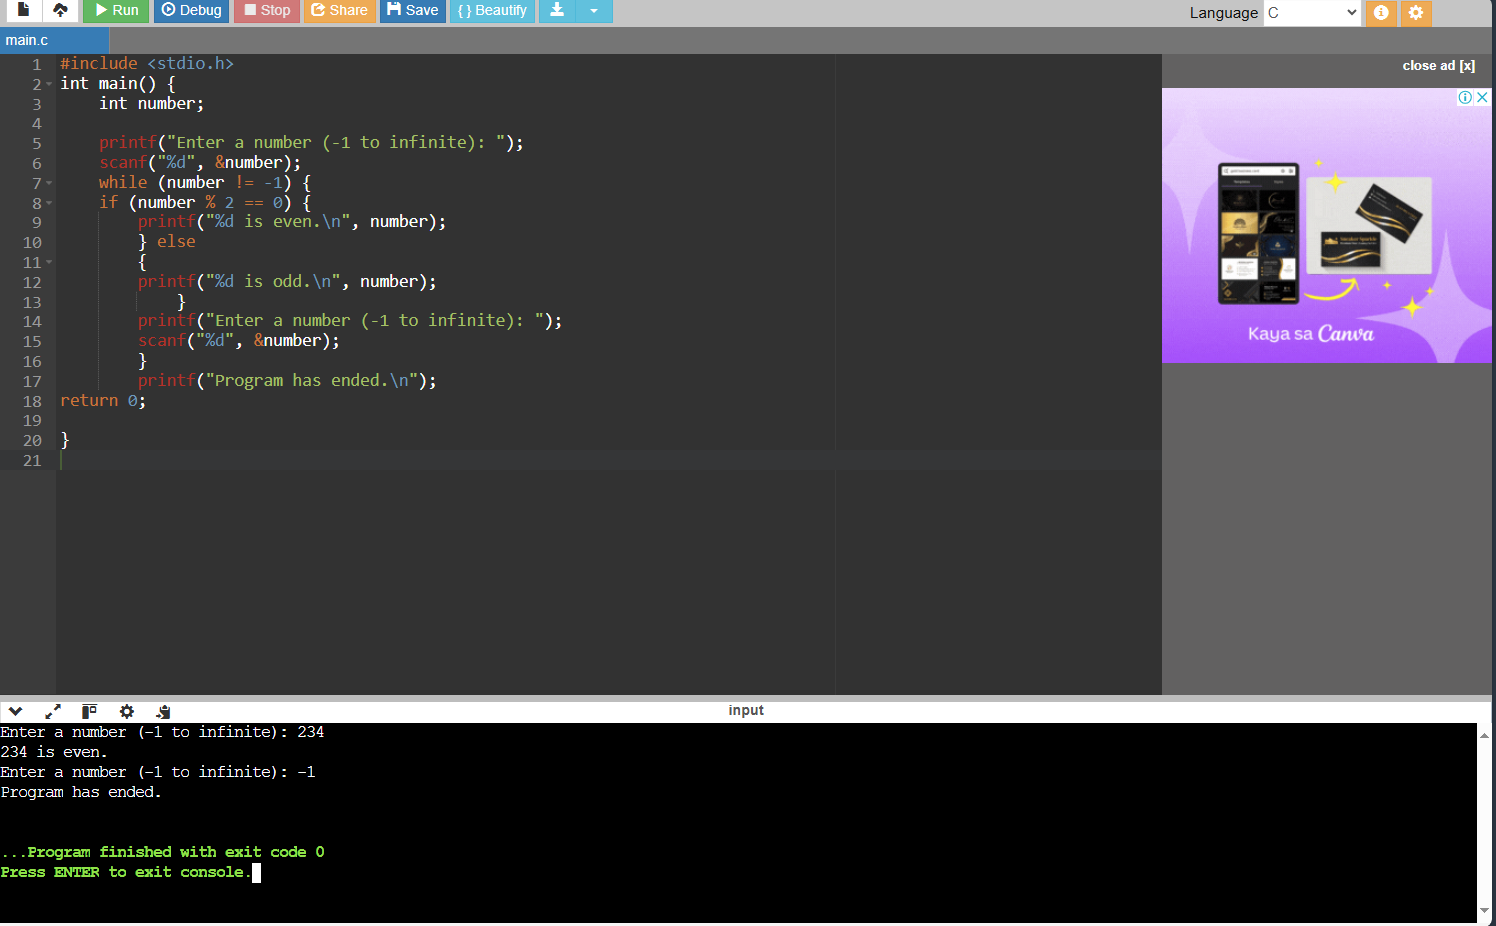 Run Debug Stop Share Save { } Beautify Language C
main.c
close ad [x]
1 #include <stdio.h>
2 int main() {
3 int number;
4
5 printf("Enter a number (-1 to infinite): ");
6 scanf("%d", &number);
7 while (number != -1) {
8 if (number % 2 == 0) {
9 printf("%d is even.\n", number);
10 } else
11 {
12 printf("%d is odd.\n", number);
13 }
14 printf("Enter a number (-1 to infinite): ");
15 scanf("%d", &number);
16 }
17 printf("Program has ended.\n");
18 return 0;
19
20 }
21
Kaya sa Canva
input
Enter a number (-1 to infinite): 234
234 is even.
Enter a number (-1 to infinite): -1
Program has ended.
...Program finished with exit code 0
Press ENTER to exit console.